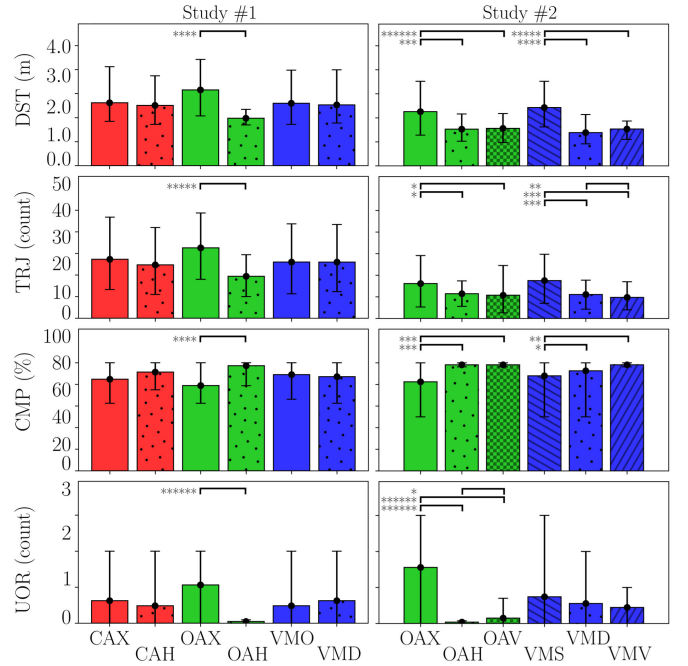 Study #1
Study #2
DST (m)
4.0
3.0
2.0
1.0
0.0
****
******
***
*****
****
TRJ (count)
50
40
30
20
10
0
*****
*
*
**
***
***
CMP (%)
100
80
60
40
20
0
****
***
***
**
*
UOR (count)
3
2
1
0
******
*
******
******
CAX
CAH
OAX
OAH
VMO
VMD
OAX
OAH
OAV
VMS
VMD
VMV